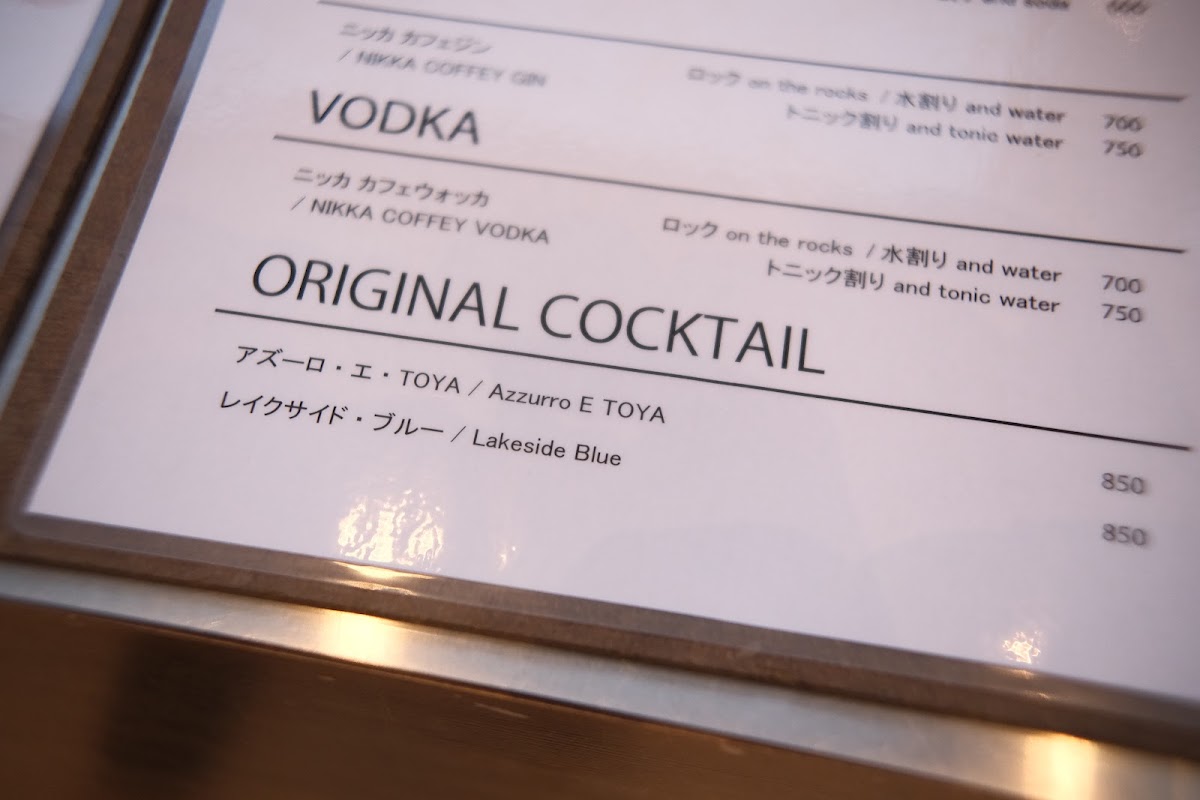 and soda
ニッカ カフェジン
/ NIKKA COFFEY GIN
ロック on the rocks / 水割り and water 700
トニック割り and tonic water 750
VODKA
ニッカ カフェウォッカ
/ NIKKA COFFEY VODKA
ロック on the rocks / 水割り and water 700
トニック割り and tonic water 750
ORIGINAL COCKTAIL
アズーロ・エ・TOYA / Azzurro E TOYA 850
レイクサイド・ブルー / Lakeside Blue 850